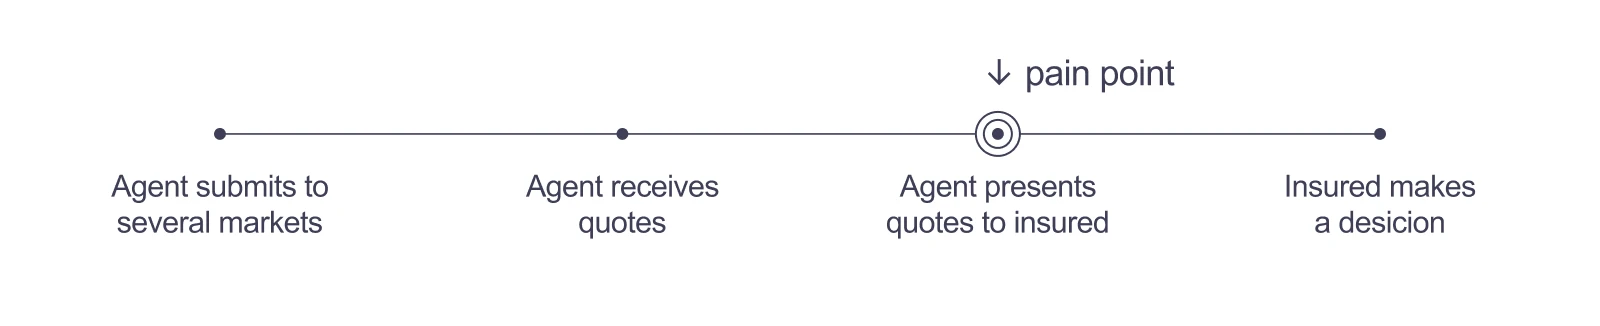 ↓ pain point
Agent submits to
several markets
Agent receives
quotes
Agent presents
quotes to insured
Insured makes
a desicion